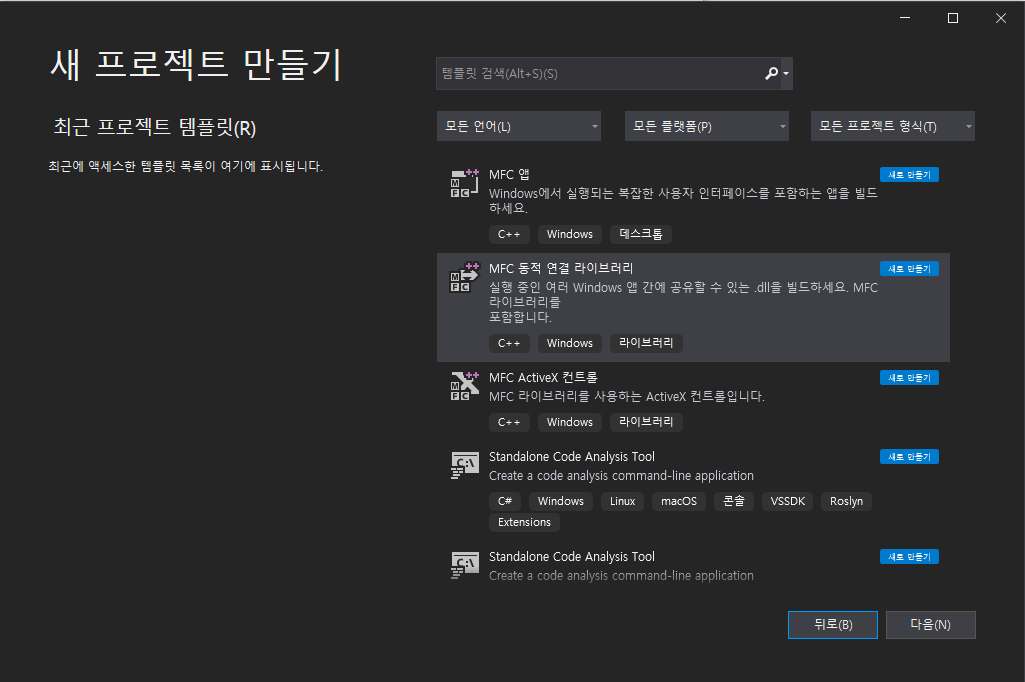 새 프로젝트 만들기
최근 프로젝트 템플릿(R)
최근에 액세스한 템플릿 목록이 여기에 표시됩니다.
템플릿 검색(Alt+S)(S)
모든 언어(L)
모든 플랫폼(P)
모든 프로젝트 형식(T)
MFC 앱
새로 만들기
Windows에서 실행되는 복잡한 사용자 인터페이스를 포함하는 앱을 빌드
하세요.
C++
Windows
데스크톱
MFC 동적 연결 라이브러리
새로 만들기
실행 중인 여러 Windows 앱 간에 공유할 수 있는 .dll을 빌드하세요. MFC
라이브러리를
포함합니다.
C++
Windows
라이브러리
MFC ActiveX 컨트롤
새로 만들기
MFC 라이브러리를 사용하는 ActiveX 컨트롤입니다.
C++
Windows
라이브러리
Standalone Code Analysis Tool
새로 만들기
Create a code analysis command-line application
C#
Windows
Linux
macOS
콘솔
VSSDK
Roslyn
Extensions
Standalone Code Analysis Tool
새로 만들기
Create a code analysis command-line application
뒤로(B)
다음(N)